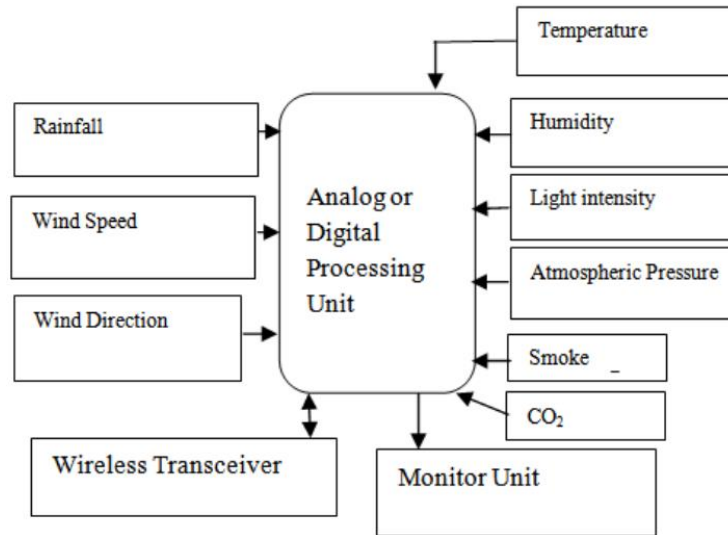 Temperature
Rainfall
Humidity
Analog or
Digital
Processing
Unit
Light intensity
Wind Speed
Atmospheric Pressure
Wind Direction
Smoke _
CO₂
Wireless Transceiver
Monitor Unit